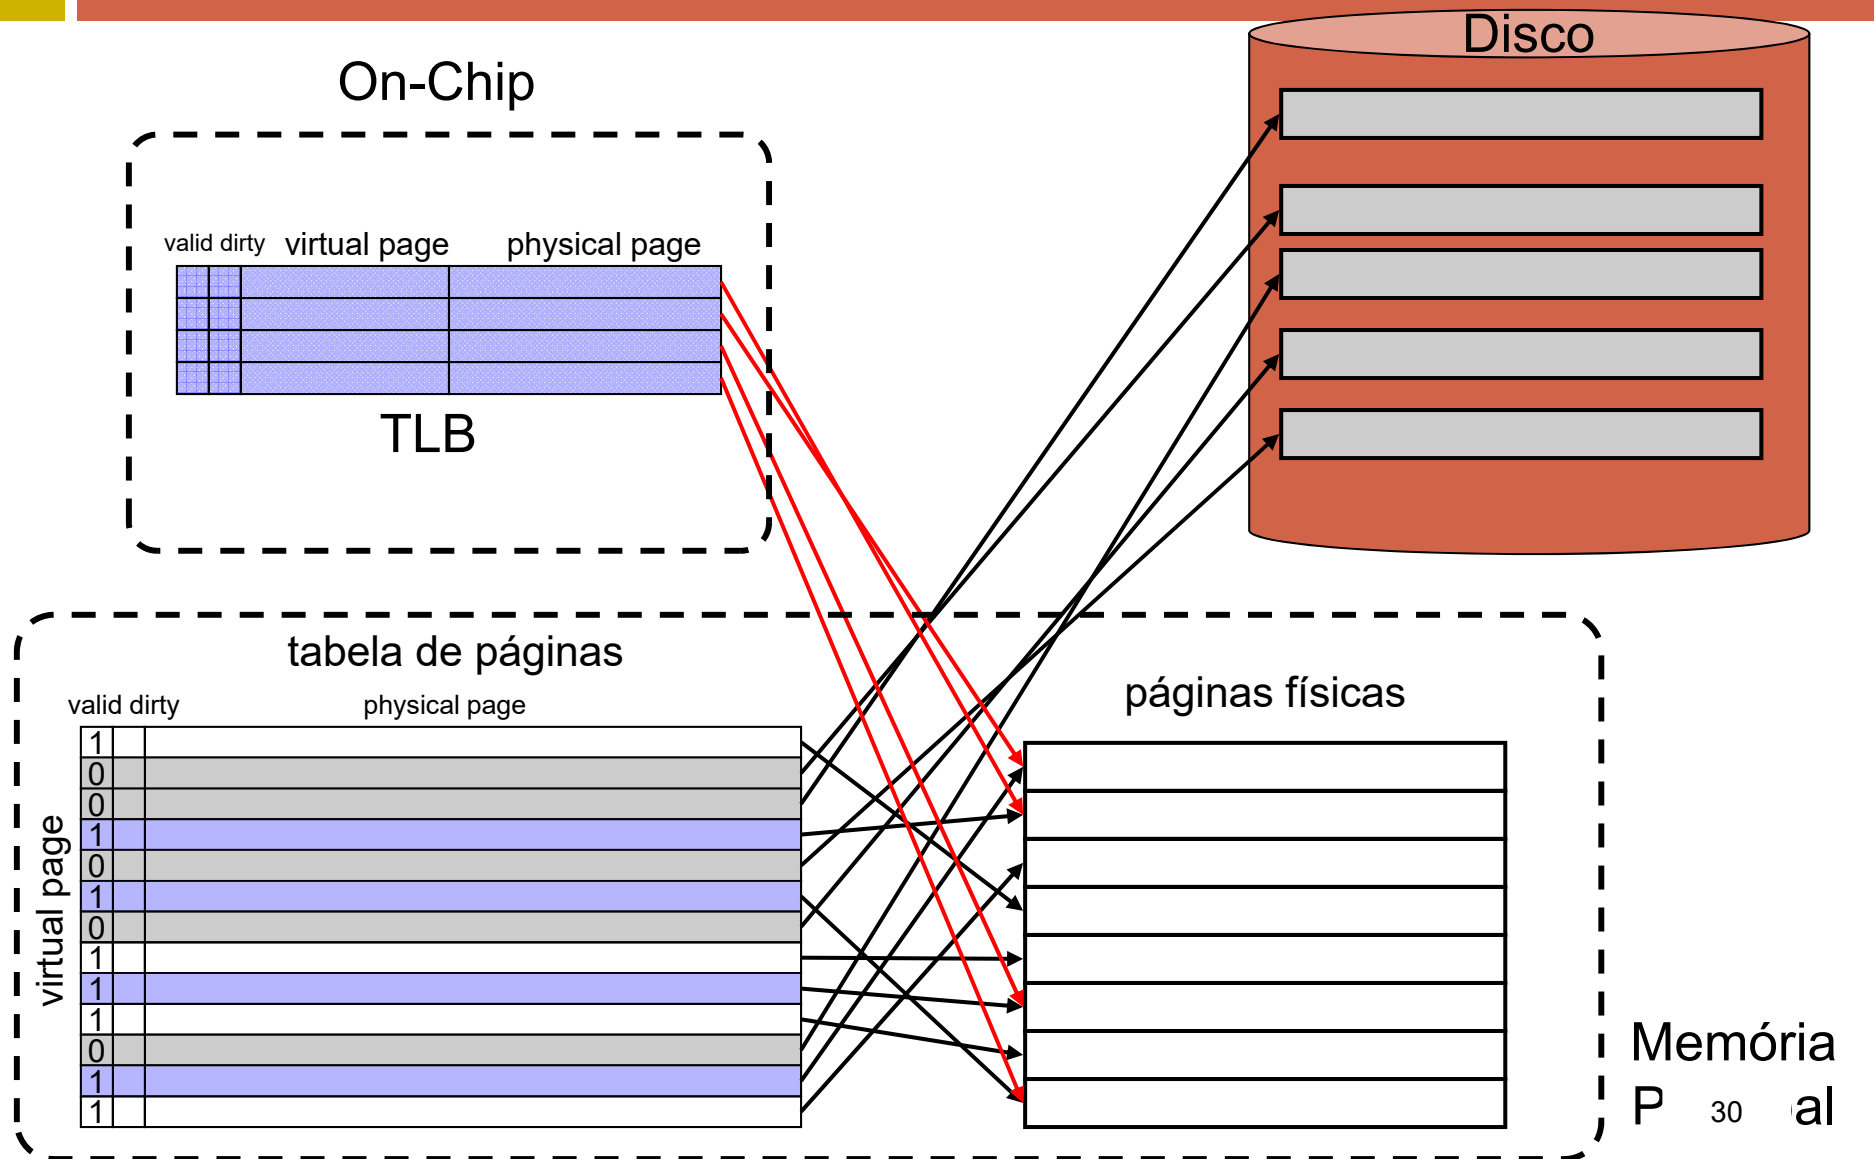 Disco
On-Chip
valid dirty virtual page physical page
TLB
tabela de páginas
valid dirty physical page
páginas físicas
virtual page
1
0
0
1
0
1
0
1
1
1
0
1
1
Memória
30